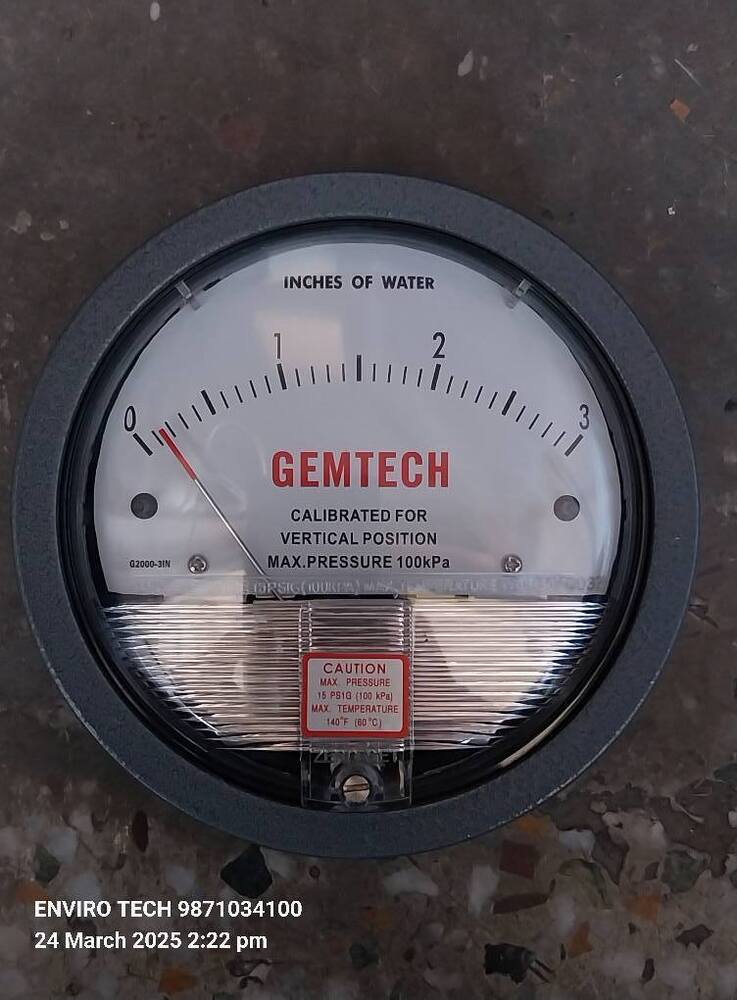 INCHES OF WATER
0 1 2 3
GEMTECH
CALIBRATED FOR
VERTICAL POSITION
MAX.PRESSURE 100kPa
G2000-3IN
CAUTION
MAX. PRESSURE
15 PS1G (100 kPa)
MAX. TEMPERATURE
140°F (60°C)
ENVIRO TECH 9871034100
24 March 2025 2:22 pm